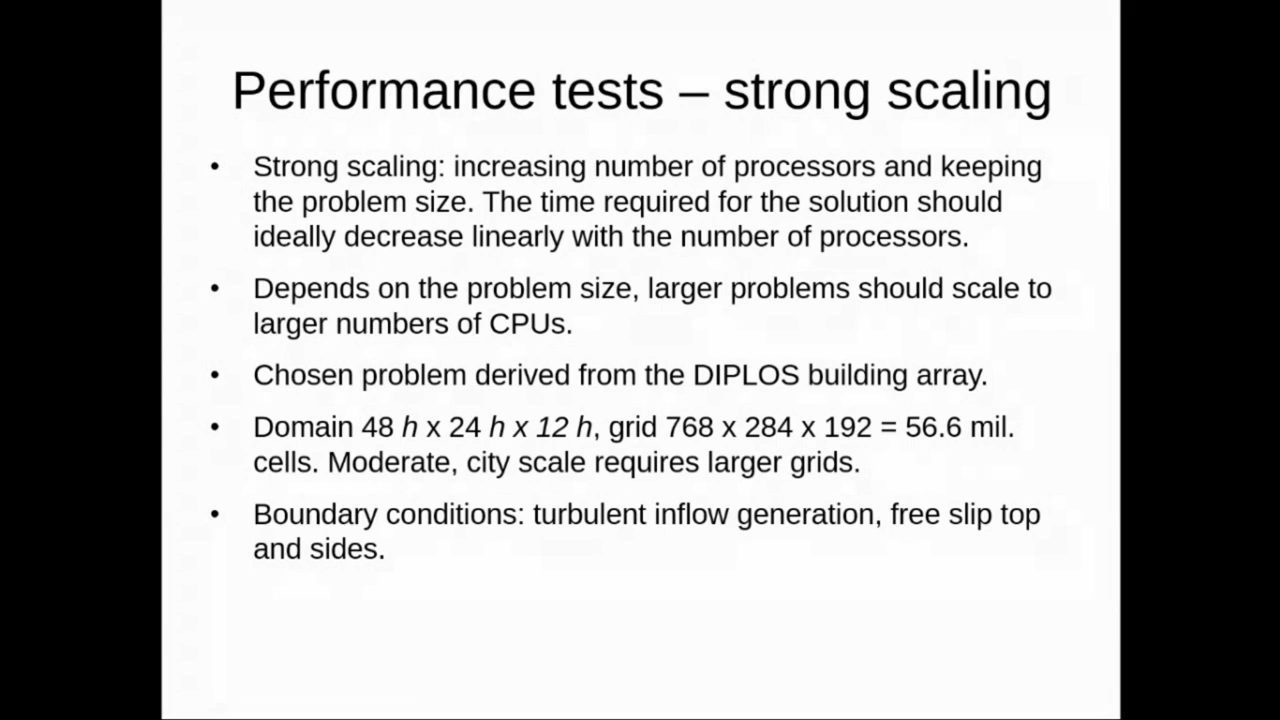 Performance tests – strong scaling
• Strong scaling: increasing number of processors and keeping
the problem size. The time required for the solution should
ideally decrease linearly with the number of processors.
• Depends on the problem size, larger problems should scale to
larger numbers of CPUs.
• Chosen problem derived from the DIPLOS building array.
• Domain 48 h x 24 h x 12 h, grid 768 x 284 x 192 = 56.6 mil.
cells. Moderate, city scale requires larger grids.
• Boundary conditions: turbulent inflow generation, free slip top
and sides.